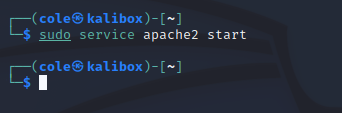 ┌──(cole㉿kalibox)-[~]
└─$ sudo service apache2 start
┌──(cole㉿kalibox)-[~]
└─$